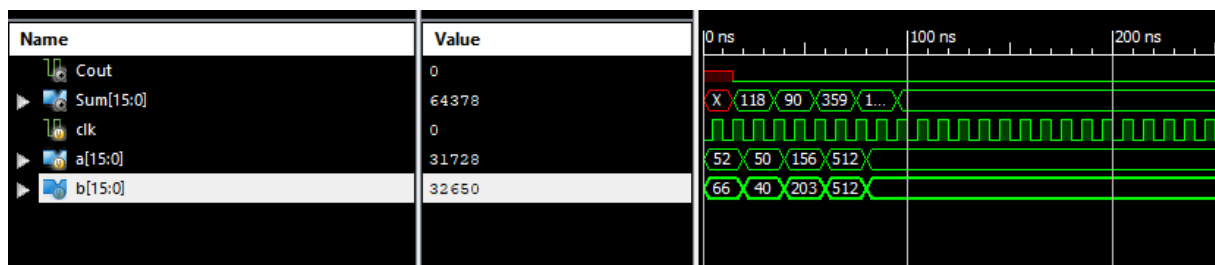 Name Value 0 ns 100 ns 200 ns
Cout 0
Sum[15:0] 64378 X 118 90 359 1...
clk 0
a[15:0] 31728 52 50 156 512
b[15:0] 32650 66 40 203 512